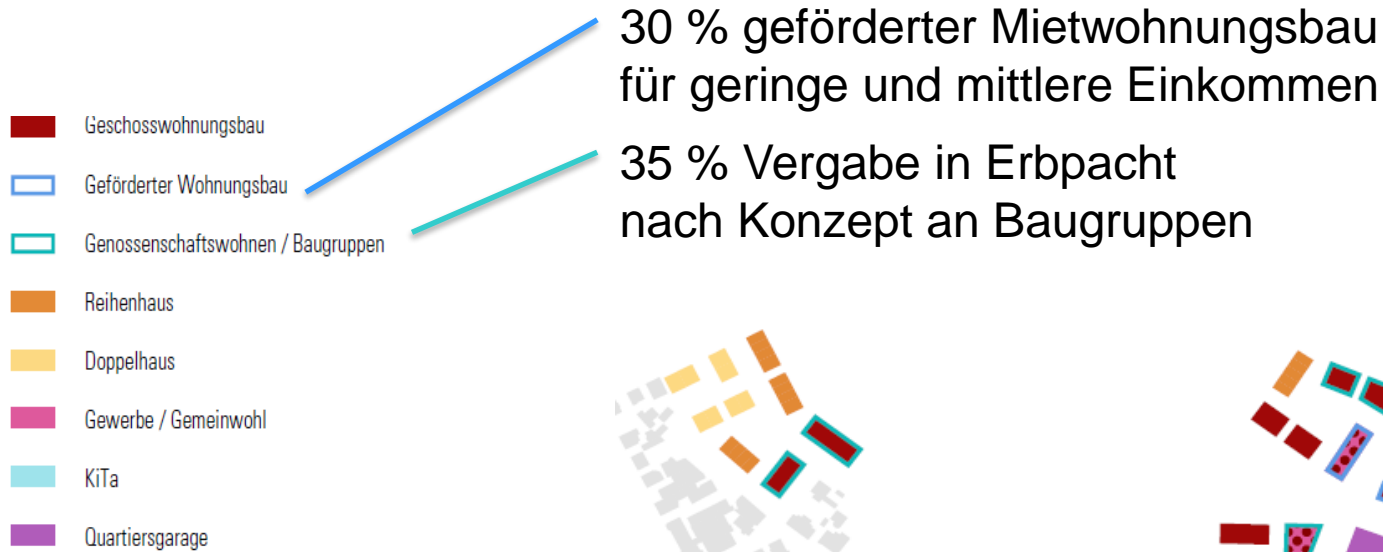 30 % geförderter Mietwohnungsbau
für geringe und mittlere Einkommen
35 % Vergabe in Erbpacht
nach Konzept an Baugruppen
Geschosswohnungsbau
Geförderter Wohnungsbau
Genossenschaftswohnen / Baugruppen
Reihenhaus
Doppelhaus
Gewerbe / Gemeinwohl
KiTa
Quartiersgarage